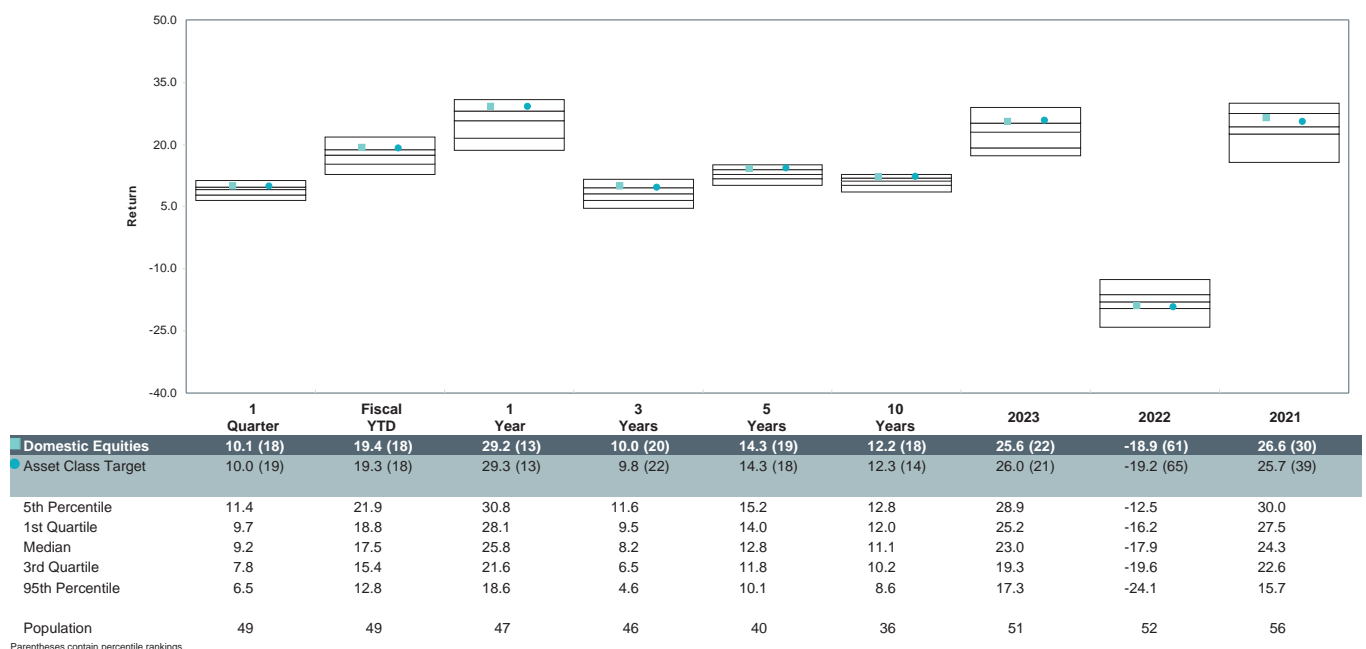 50.0
35.0
20.0
5.0
-10.0
-25.0
-40.0
Return
1 Quarter Fiscal YTD 1 Year 3 Years 5 Years 10 Years 2023 2022 2021
Domestic Equities 10.1 (18) 19.4 (18) 29.2 (13) 10.0 (20) 14.3 (19) 12.2 (18) 25.6 (22) -18.9 (61) 26.6 (30)
Asset Class Target 10.0 (19) 19.3 (18) 29.3 (13) 9.8 (22) 14.3 (18) 12.3 (14) 26.0 (21) -19.2 (65) 25.7 (39)
5th Percentile 11.4 21.9 30.8 11.6 15.2 12.8 28.9 -12.5 30.0
1st Quartile 9.7 18.8 28.1 9.5 14.0 12.0 25.2 -16.2 27.5
Median 9.2 17.5 25.8 8.2 12.8 11.1 23.0 -17.9 24.3
3rd Quartile 7.8 15.4 21.6 6.5 11.8 10.2 19.3 -19.6 22.6
95th Percentile 6.5 12.8 18.6 4.6 10.1 8.6 17.3 -24.1 15.7
Population 49 49 47 46 40 36 51 52 56
Parentheses contain percentile rankings